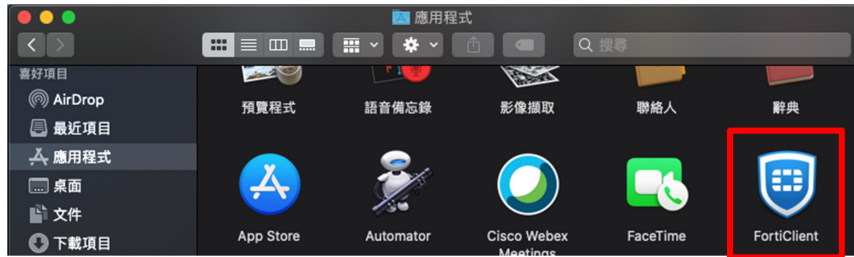 應用程式
搜尋
喜好項目
AirDrop
最近項目
應用程式
桌面
文件
下載項目
預覽程式
語音備忘錄
影像擷取
聯絡人
辭典
App Store
Automator
Cisco Webex
Meetings
FaceTime
FortiClient